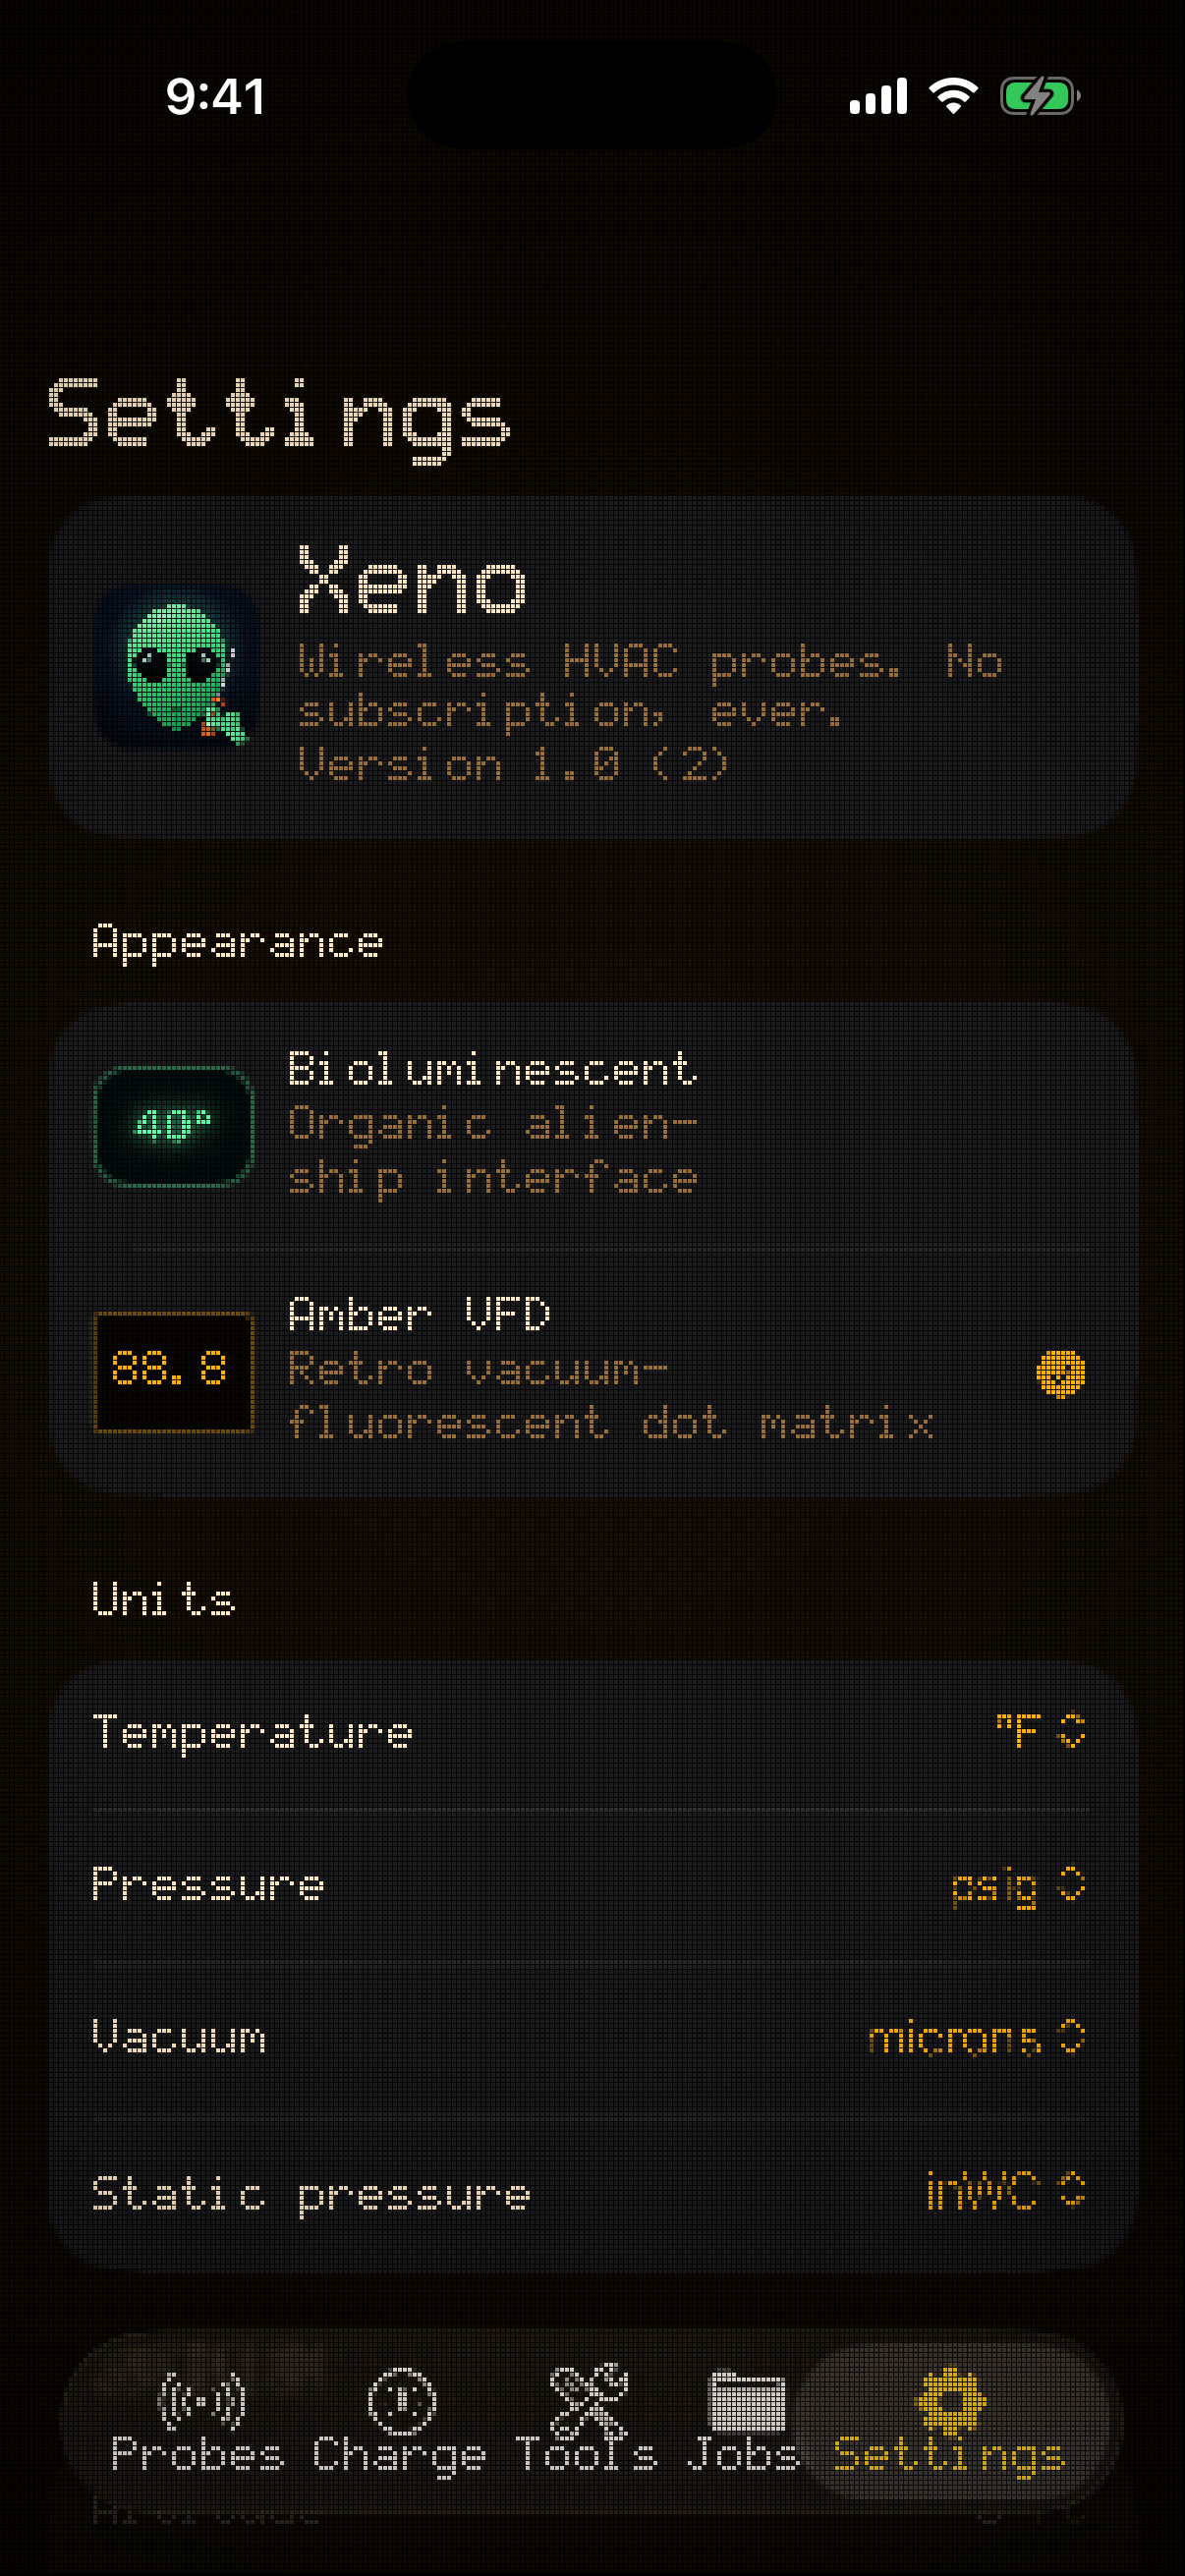 9:41
Settings
Xeno
Wireless HVAC probes. No
subscription, ever.
Version 1.0 (2)
Appearance
40°
Bioluminescent
Organic alien-
ship interface
88.8
Amber VFD
Retro vacuum-
fluorescent dot matrix
Units
Temperature
°F
Pressure
psig
Vacuum
microns
Static pressure
inWC
Probes
Charge
Tools
Jobs
Settings